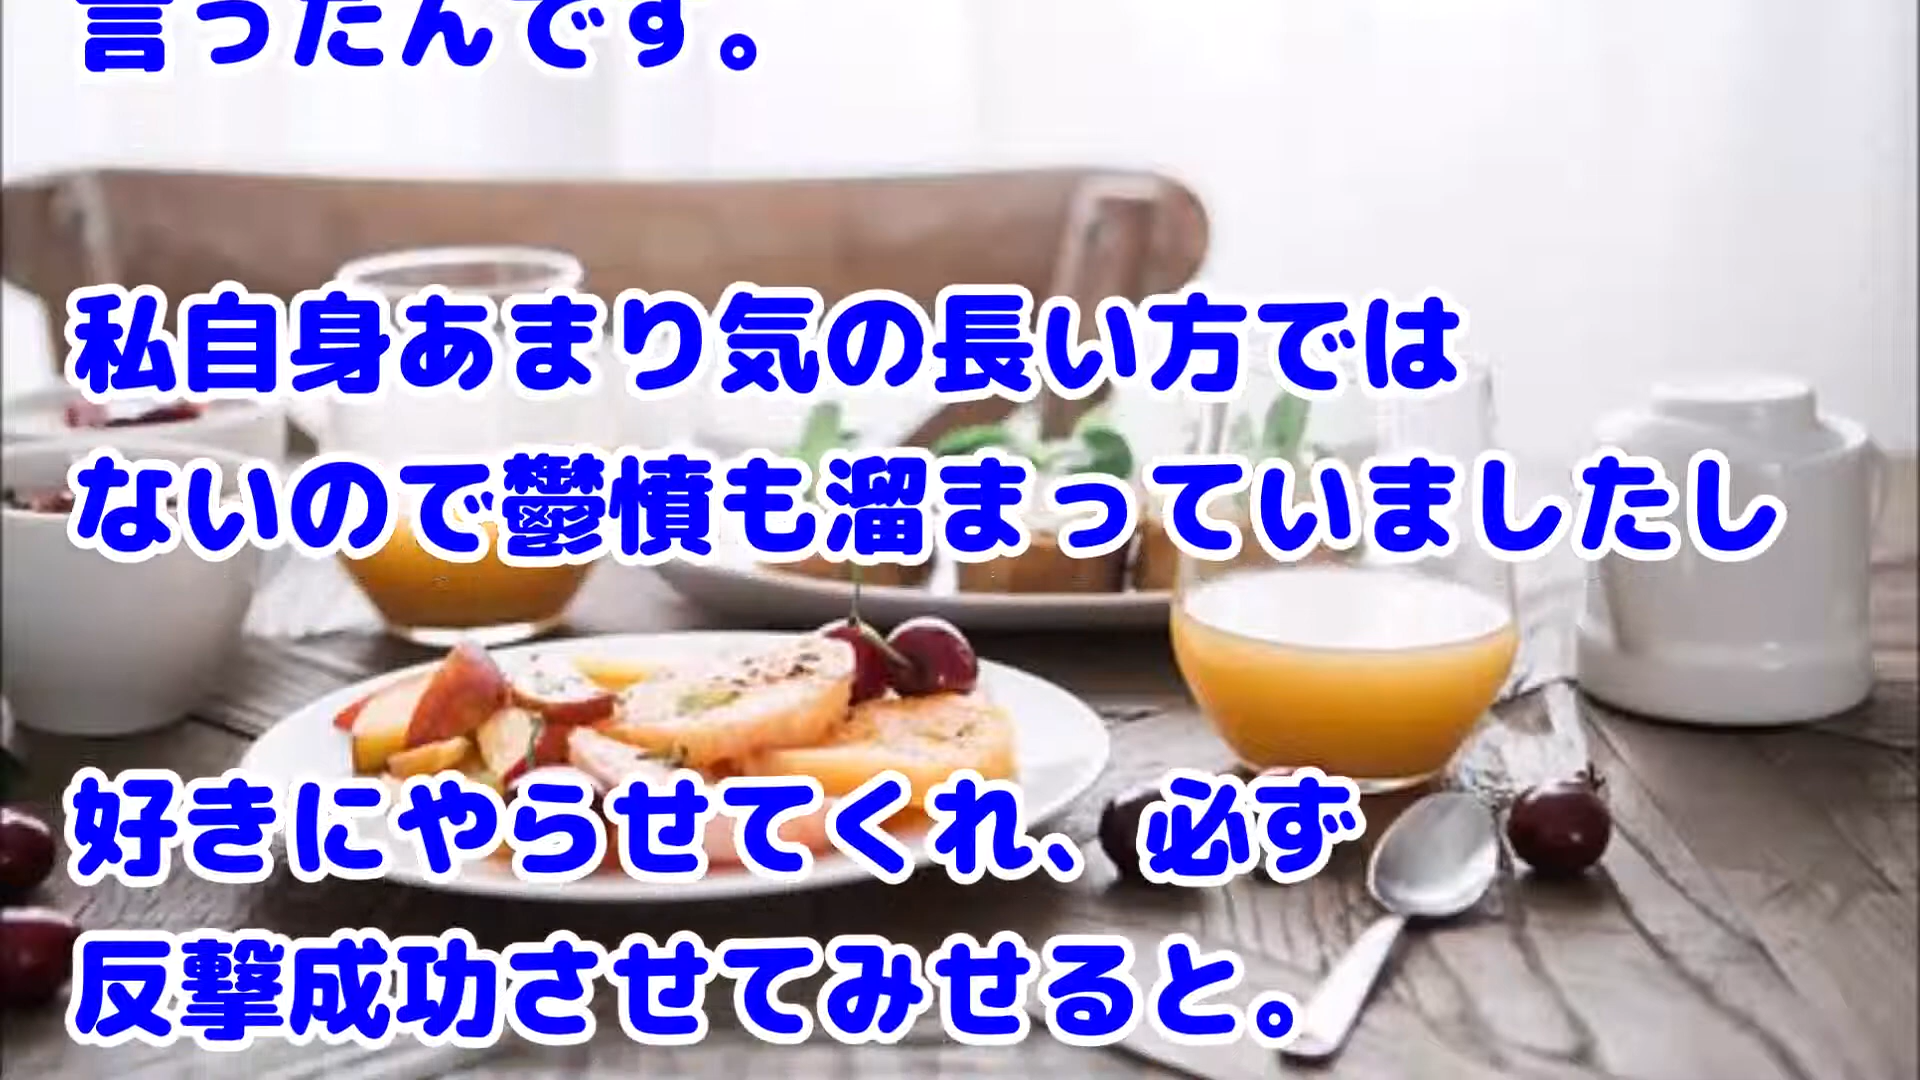 言ったんです。
私自身あまり気の長い方では
ないので鬱憤も溜まっていましたし
好きにやらせてくれ、必ず
反撃成功させてみせると。